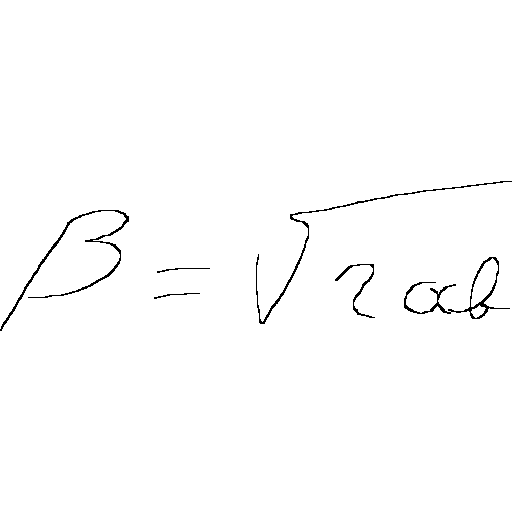 β = √2ab